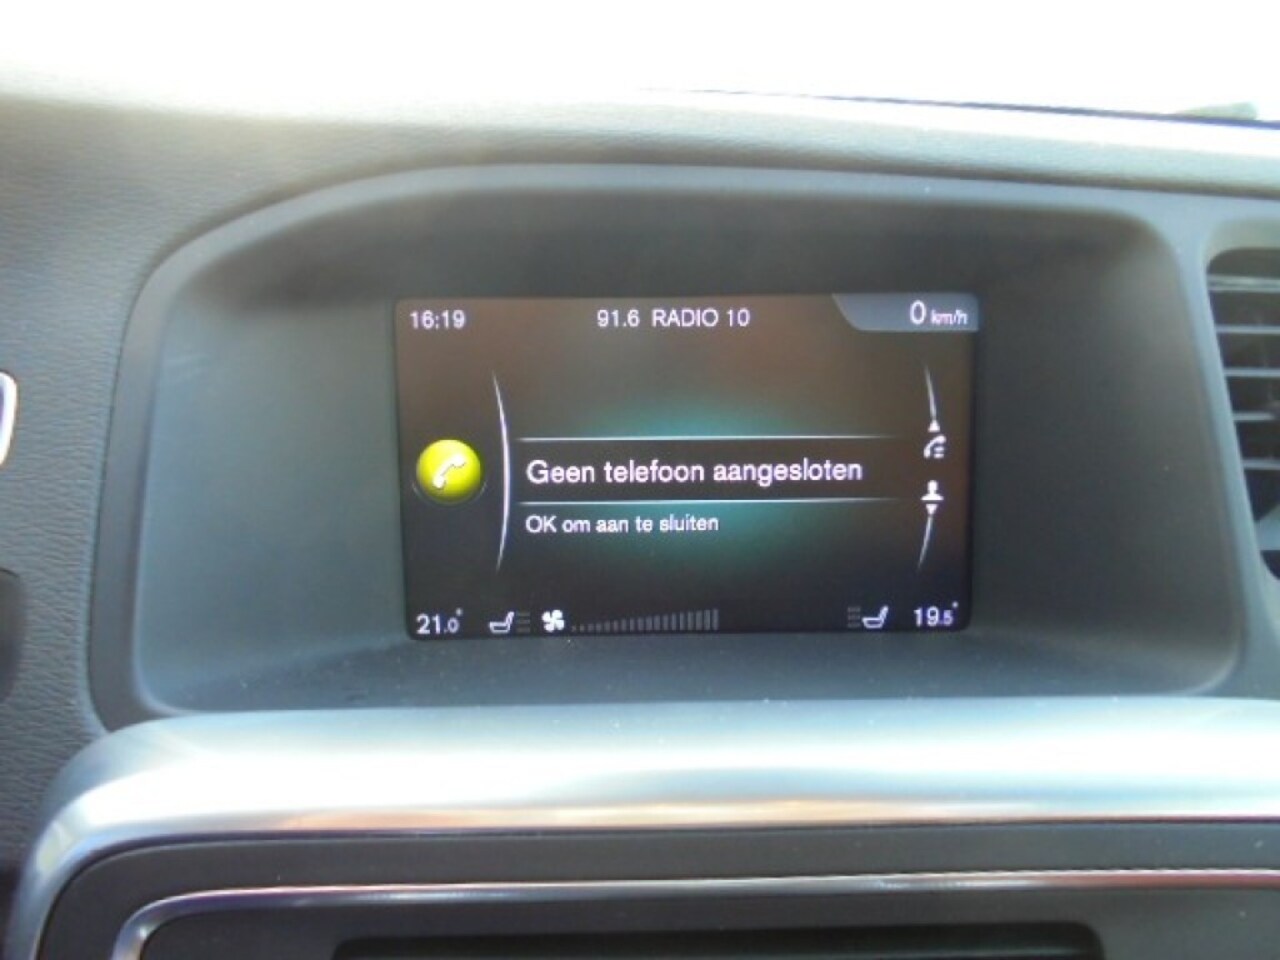 16:19 91.6 RADIO 10 0 km/h
Geen telefoon aangesloten
OK om aan te sluiten
21.0° 19.5°